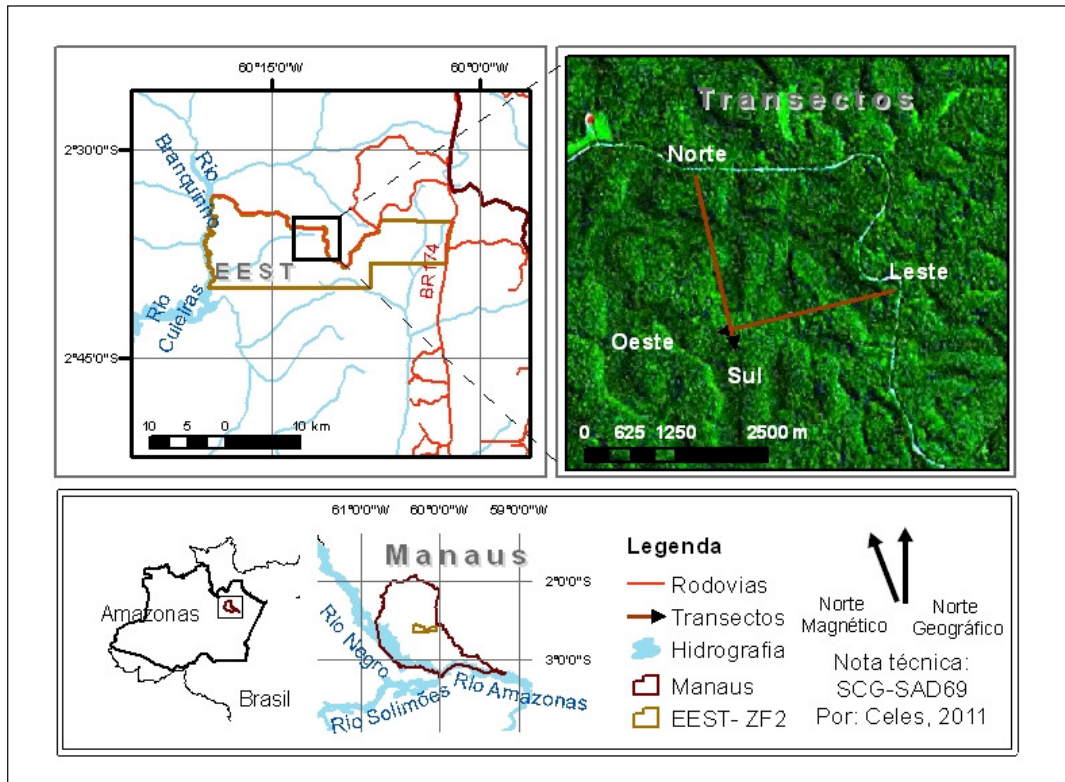 60°15'0"W 60°0'0"W
2°30'0"S
2°45'0"S
Rio
Branquinho
EEST
BR174
Rio
Cuieiras
10 5 0 10 km
Transectos
Norte
Leste
Oeste
Sul
0 625 1250 2500 m
Amazonas
Brasil
61°0'0"W 60°0'0"W 59°0'0"W
Manaus
2°0'0"S
3°0'0"S
Rio Negro
Rio Solimões
Rio Amazonas
Legenda
Rodovias
Transectos
Hidrografia
Manaus
EEST- ZF2
Norte
Magnético
Norte
Geográfico
Nota técnica:
SCG-SAD69
Por: Celes, 2011